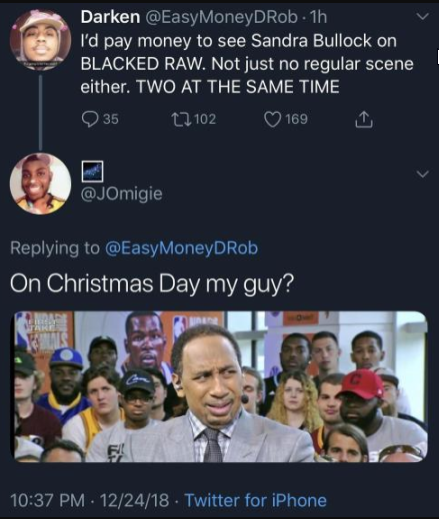 Darken @EasyMoneyDRob · 1h
I'd pay money to see Sandra Bullock on
BLACKED RAW. Not just no regular scene
either. TWO AT THE SAME TIME
35 102 169
@JOmigie
Replying to @EasyMoneyDRob
On Christmas Day my guy?
10:37 PM · 12/24/18 · Twitter for iPhone